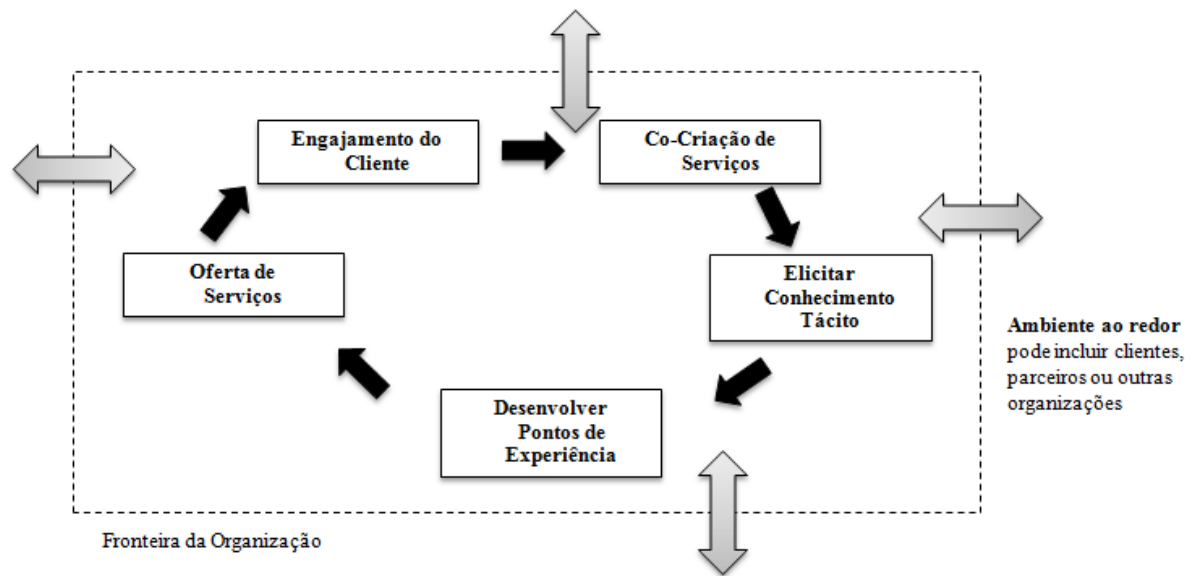 Engajamento do
Cliente
Co-Criação de
Serviços
Oferta de
Serviços
Elicitar
Conhecimento
Tácito
Desenvolver
Pontos de
Experiência
Ambiente ao redor
pode incluir clientes,
parceiros ou outras
organizações
Fronteira da Organização